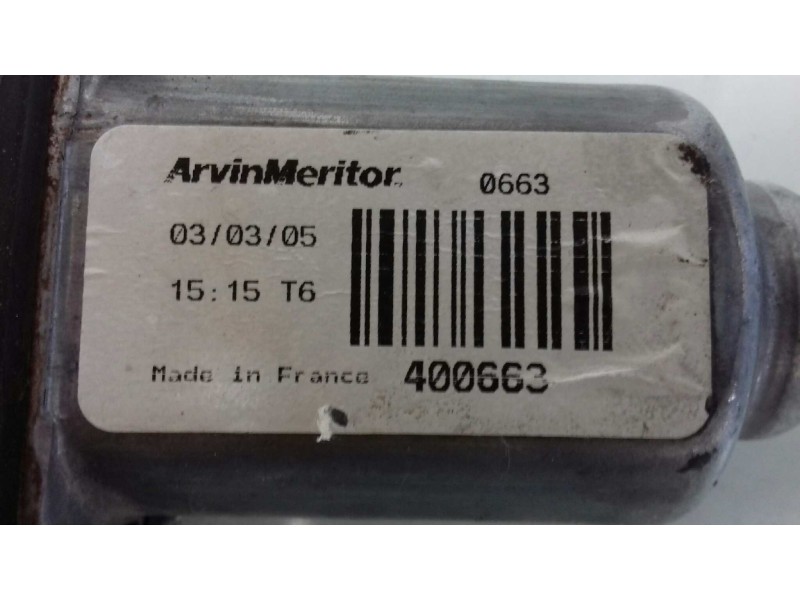 ArvinMeritor 0663
03/03/05
15:15 T6
Made in France 400663